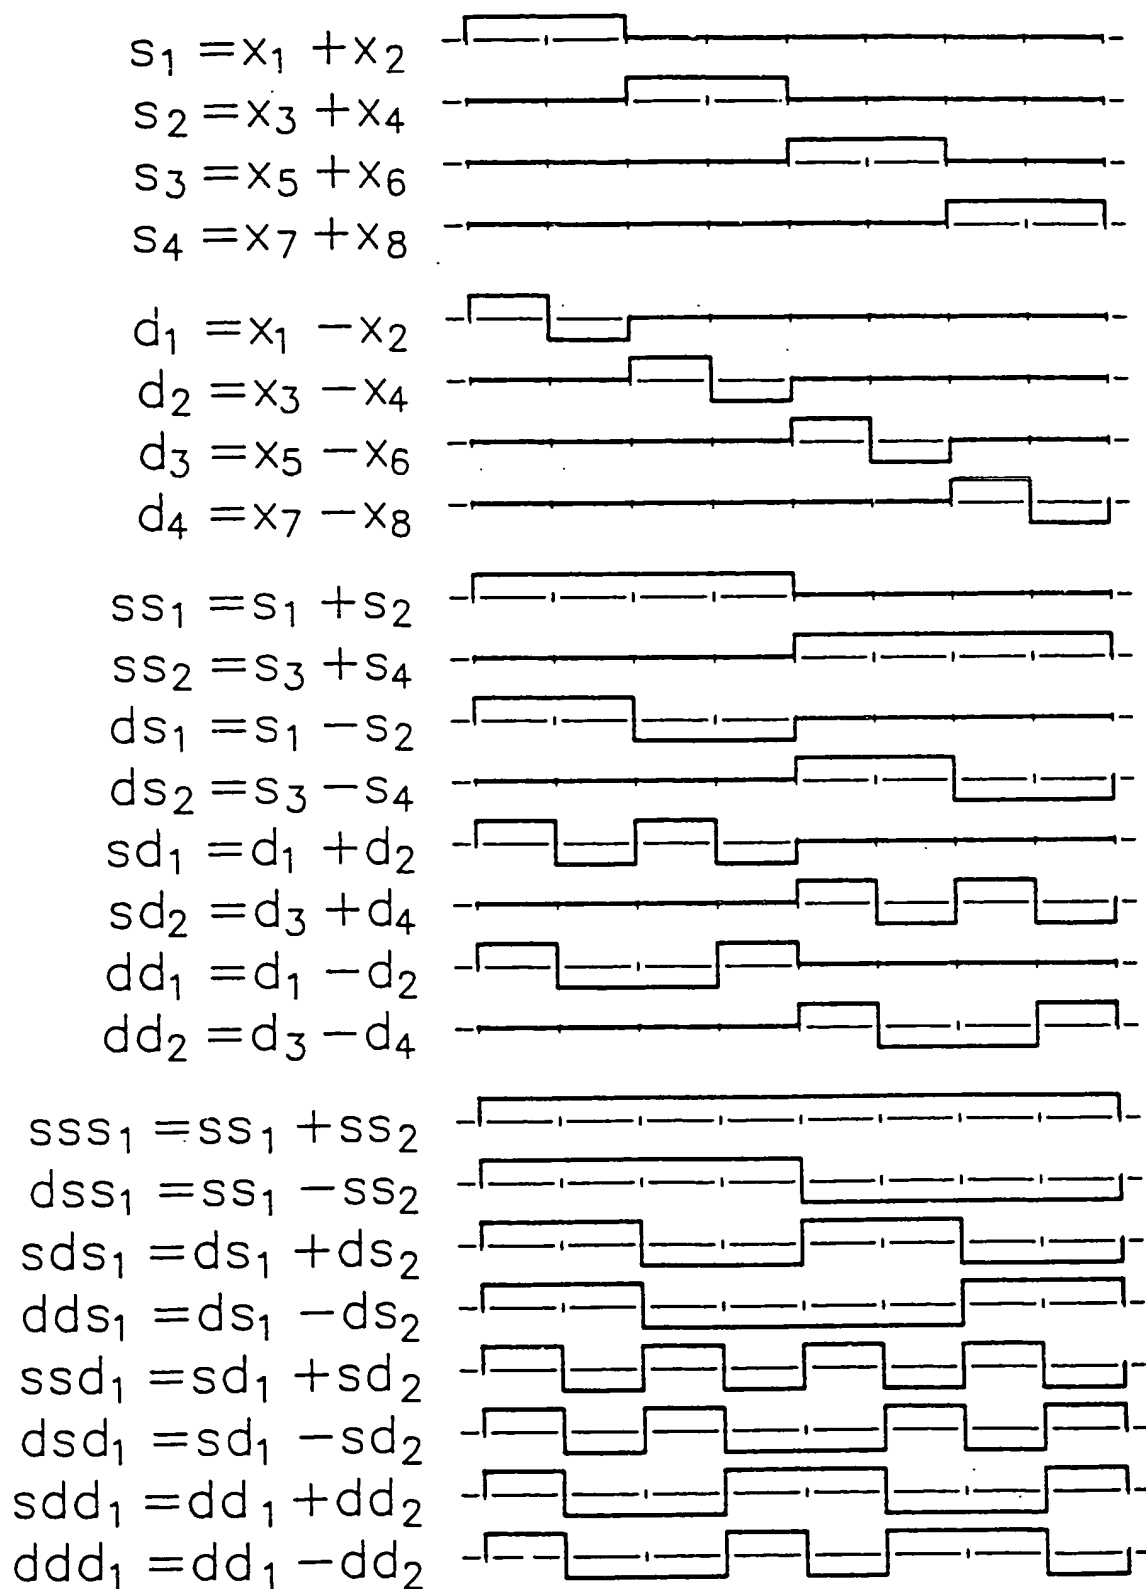 s₁ = x₁ + x₂
s₂ = x₃ + x₄
s₃ = x₅ + x₆
s₄ = x₇ + x₈
d₁ = x₁ − x₂
d₂ = x₃ − x₄
d₃ = x₅ − x₆
d₄ = x₇ − x₈
ss₁ = s₁ + s₂
ss₂ = s₃ + s₄
ds₁ = s₁ − s₂
ds₂ = s₃ − s₄
sd₁ = d₁ + d₂
sd₂ = d₃ + d₄
dd₁ = d₁ − d₂
dd₂ = d₃ − d₄
sss₁ = ss₁ + ss₂
dss₁ = ss₁ − ss₂
sds₁ = ds₁ + ds₂
dds₁ = ds₁ − ds₂
ssd₁ = sd₁ + sd₂
dsd₁ = sd₁ − sd₂
sdd₁ = dd₁ + dd₂
ddd₁ = dd₁ − dd₂